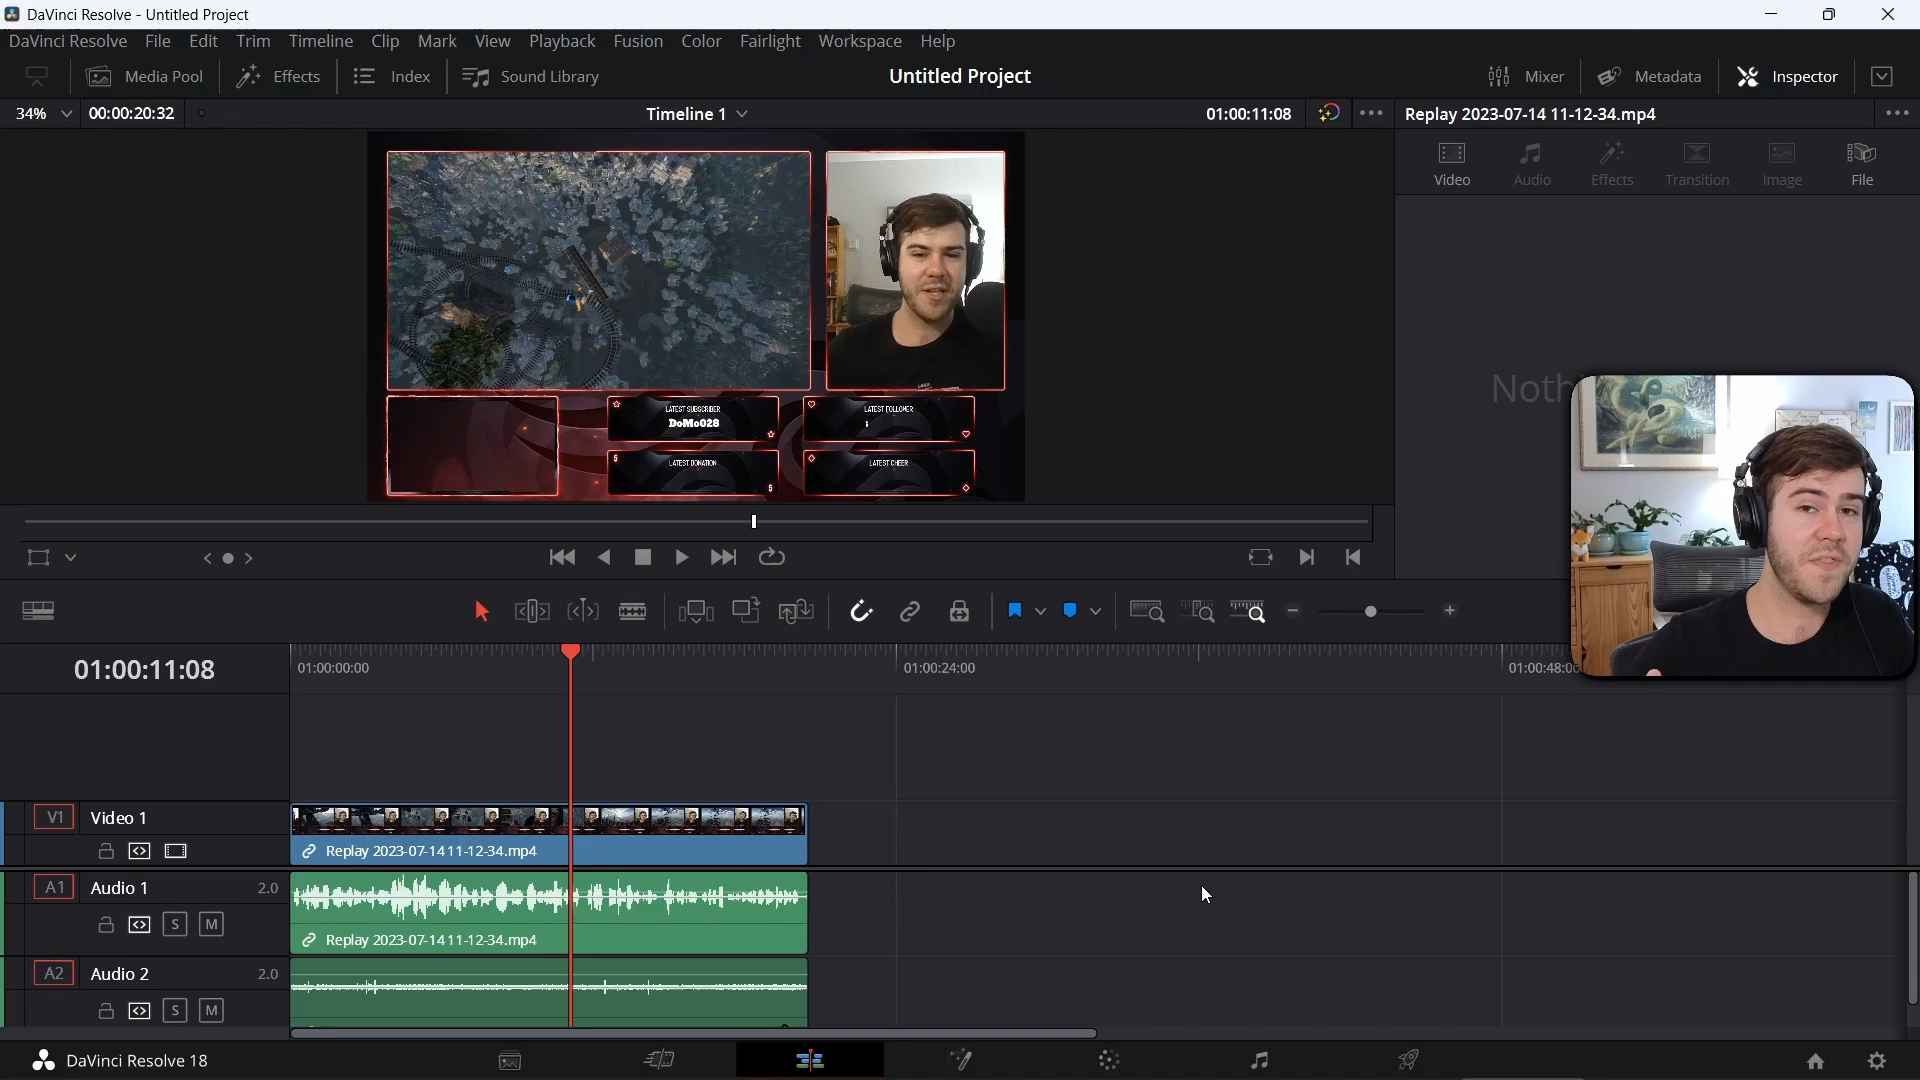 DaVinci Resolve - Untitled Project
DaVinci Resolve File Edit Trim Timeline Clip Mark View Playback Fusion Color Fairlight Workspace Help
Media Pool Effects Index Sound Library Untitled Project Mixer Metadata Inspector
34% 00:00:20:32 Timeline 1 01:00:11:08 Replay 2023-07-14 11-12-34.mp4
Video Audio Effects Transition Image File
Noth
LATEST SUBSCRIBER
DoMo028
LATEST FOLLOWER
LATEST DONATION
LATEST CHEER
01:00:11:08
01:00:00:00 01:00:24:00 01:00:48:00
V1 Video 1
Replay 2023-07-14 11-12-34.mp4
A1 Audio 1 2.0
S M
Replay 2023-07-14 11-12-34.mp4
A2 Audio 2 2.0
S M
DaVinci Resolve 18